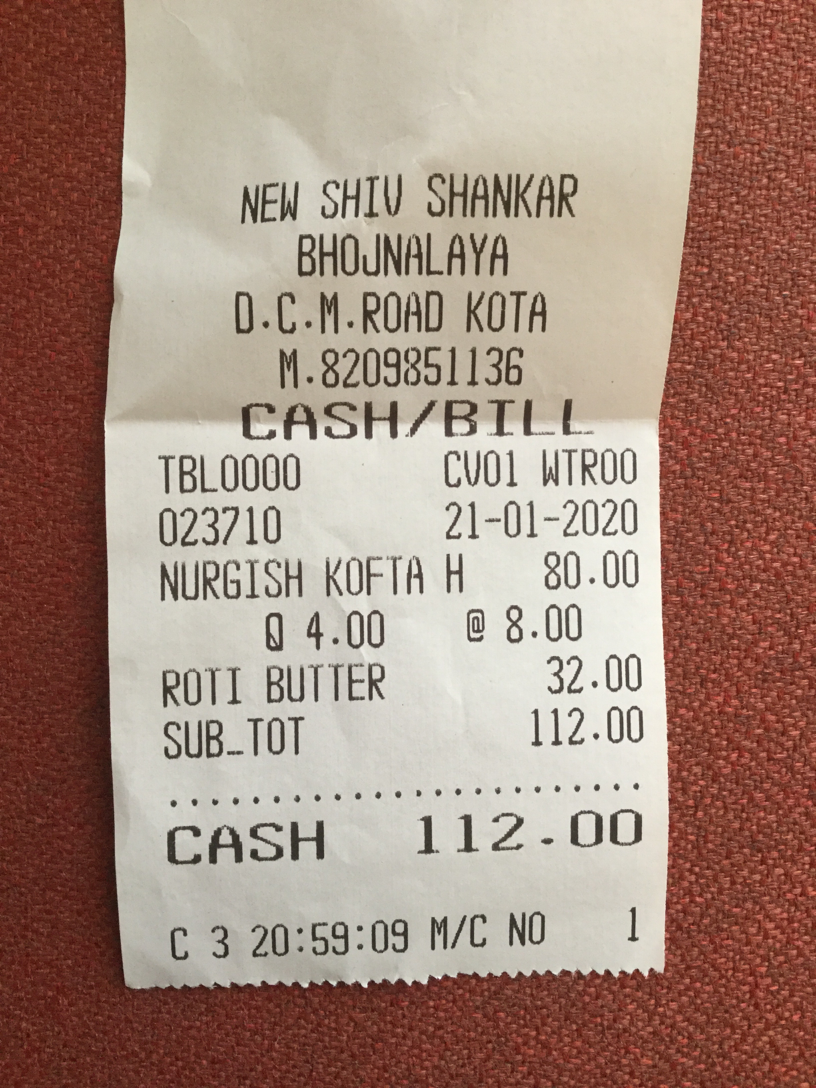 NEW SHIV SHANKAR
BHOJNALAYA
D.C.M.ROAD KOTA
M.8209851136
CASH/BILL
TBL0000 CV01 WTR00
023710 21-01-2020
NURGISH KOFTA H 80.00
Q 4.00 @ 8.00
ROTI BUTTER 32.00
SUB_TOT 112.00
..........................
CASH 112.00
C 3 20:59:09 M/C NO 1